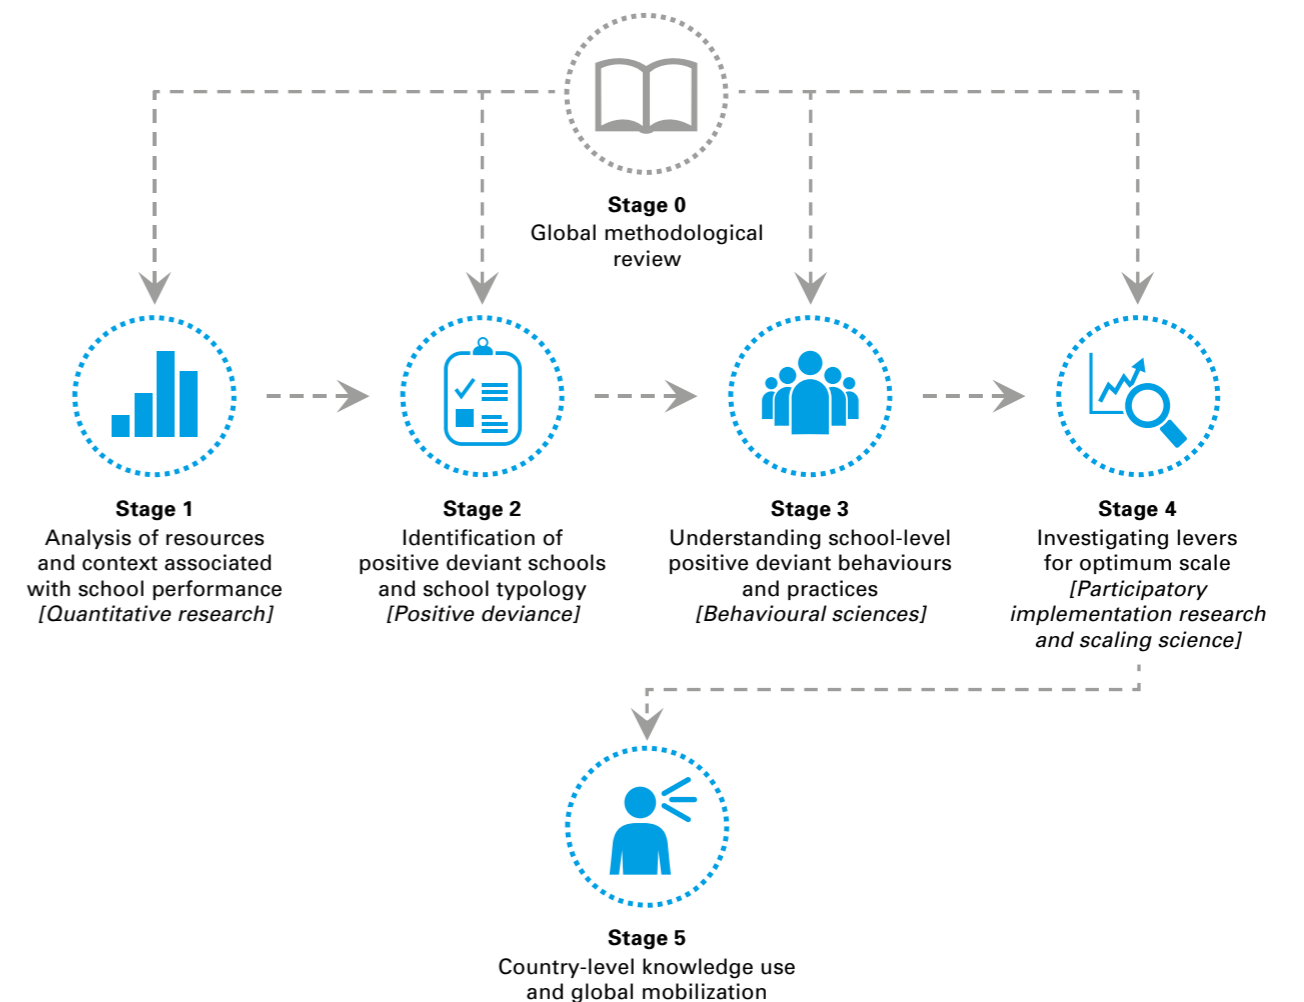 Stage 0
Global methodological
review
Stage 1
Analysis of resources
and context associated
with school performance
[Quantitative research]
Stage 2
Identification of
positive deviant schools
and school typology
[Positive deviance]
Stage 3
Understanding school-level
positive deviant behaviours
and practices
[Behavioural sciences]
Stage 4
Investigating levers
for optimum scale
[Participatory
implementation research
and scaling science]
Stage 5
Country-level knowledge use
and global mobilization